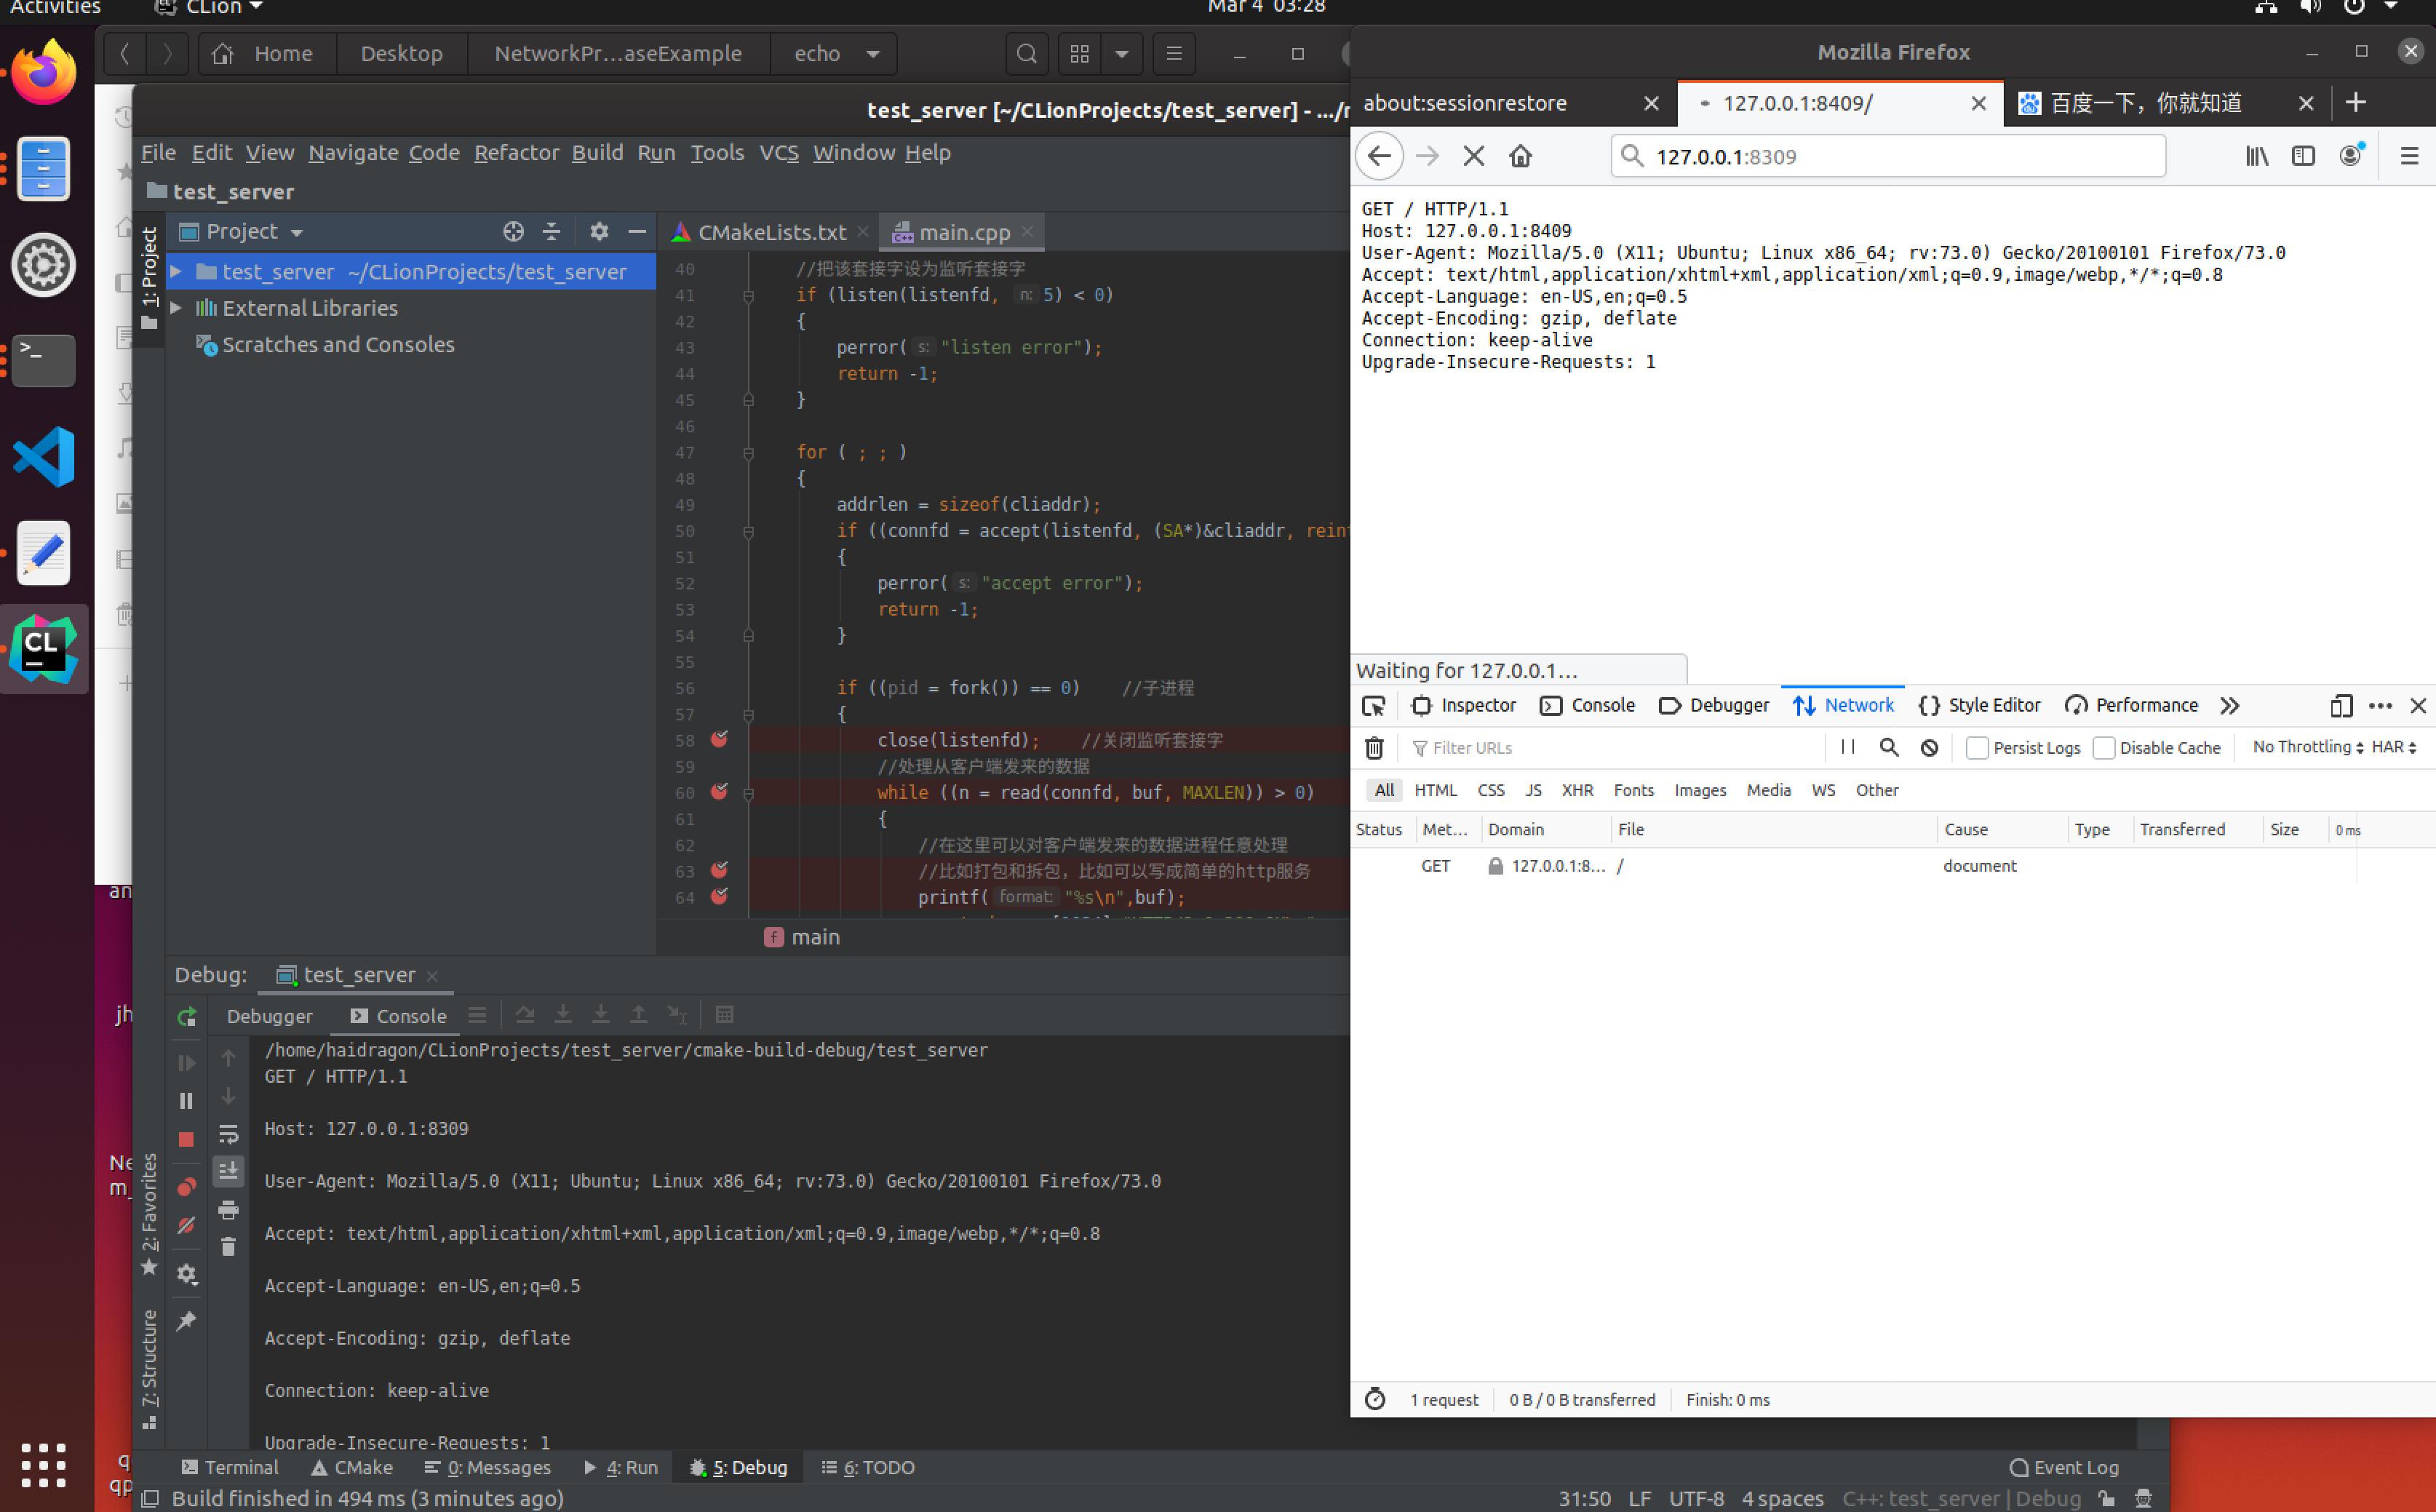 Activities
CLion
Mar 4 03:28
Home
Desktop
NetworkPr...aseExample
echo
test_server [~/CLionProjects/test_server] - .../
File Edit View Navigate Code Refactor Build Run Tools VCS Window Help
test_server
1: Project
Project
CMakeLists.txt
main.cpp
test_server ~/CLionProjects/test_server
External Libraries
Scratches and Consoles
40 //把该套接字设为监听套接字
41 if (listen(listenfd, n: 5) < 0)
42 {
43 perror( s: "listen error");
44 return -1;
45 }
46
47 for ( ; ; )
48 {
49 addrlen = sizeof(cliaddr);
50 if ((connfd = accept(listenfd, (SA*)&cliaddr, rein
51 {
52 perror( s: "accept error");
53 return -1;
54 }
55
56 if ((pid = fork()) == 0) //子进程
57 {
58 close(listenfd); //关闭监听套接字
59 //处理从客户端发来的数据
60 while ((n = read(connfd, buf, MAXLEN)) > 0)
61 {
62 //在这里可以对客户端发来的数据进程任意处理
63 //比如打包和拆包，比如可以写成简单的http服务
64 printf( format: "%s\n",buf);
f main
Debug: test_server
Debugger Console
/home/haidragon/CLionProjects/test_server/cmake-build-debug/test_server
GET / HTTP/1.1
Host: 127.0.0.1:8309
User-Agent: Mozilla/5.0 (X11; Ubuntu; Linux x86_64; rv:73.0) Gecko/20100101 Firefox/73.0
Accept: text/html,application/xhtml+xml,application/xml;q=0.9,image/webp,*/*;q=0.8
Accept-Language: en-US,en;q=0.5
Accept-Encoding: gzip, deflate
Connection: keep-alive
Upgrade-Insecure-Requests: 1
2: Favorites
7: Structure
Terminal CMake 0: Messages 4: Run 5: Debug 6: TODO
Event Log
Build finished in 494 ms (3 minutes ago)
31:50 LF UTF-8 4 spaces C++: test_server | Debug
an
jh
Ne
m_
q
qp
CL
Mozilla Firefox
about:sessionrestore
127.0.0.1:8409/
百度一下，你就知道
127.0.0.1:8309
GET / HTTP/1.1
Host: 127.0.0.1:8409
User-Agent: Mozilla/5.0 (X11; Ubuntu; Linux x86_64; rv:73.0) Gecko/20100101 Firefox/73.0
Accept: text/html,application/xhtml+xml,application/xml;q=0.9,image/webp,*/*;q=0.8
Accept-Language: en-US,en;q=0.5
Accept-Encoding: gzip, deflate
Connection: keep-alive
Upgrade-Insecure-Requests: 1
Waiting for 127.0.0.1...
Inspector Console Debugger Network Style Editor Performance
Filter URLs
Persist Logs Disable Cache No Throttling HAR
All HTML CSS JS XHR Fonts Images Media WS Other
Status Met... Domain File Cause Type Transferred Size 0 ms
GET 127.0.0.1:8... / document
1 request 0 B / 0 B transferred Finish: 0 ms